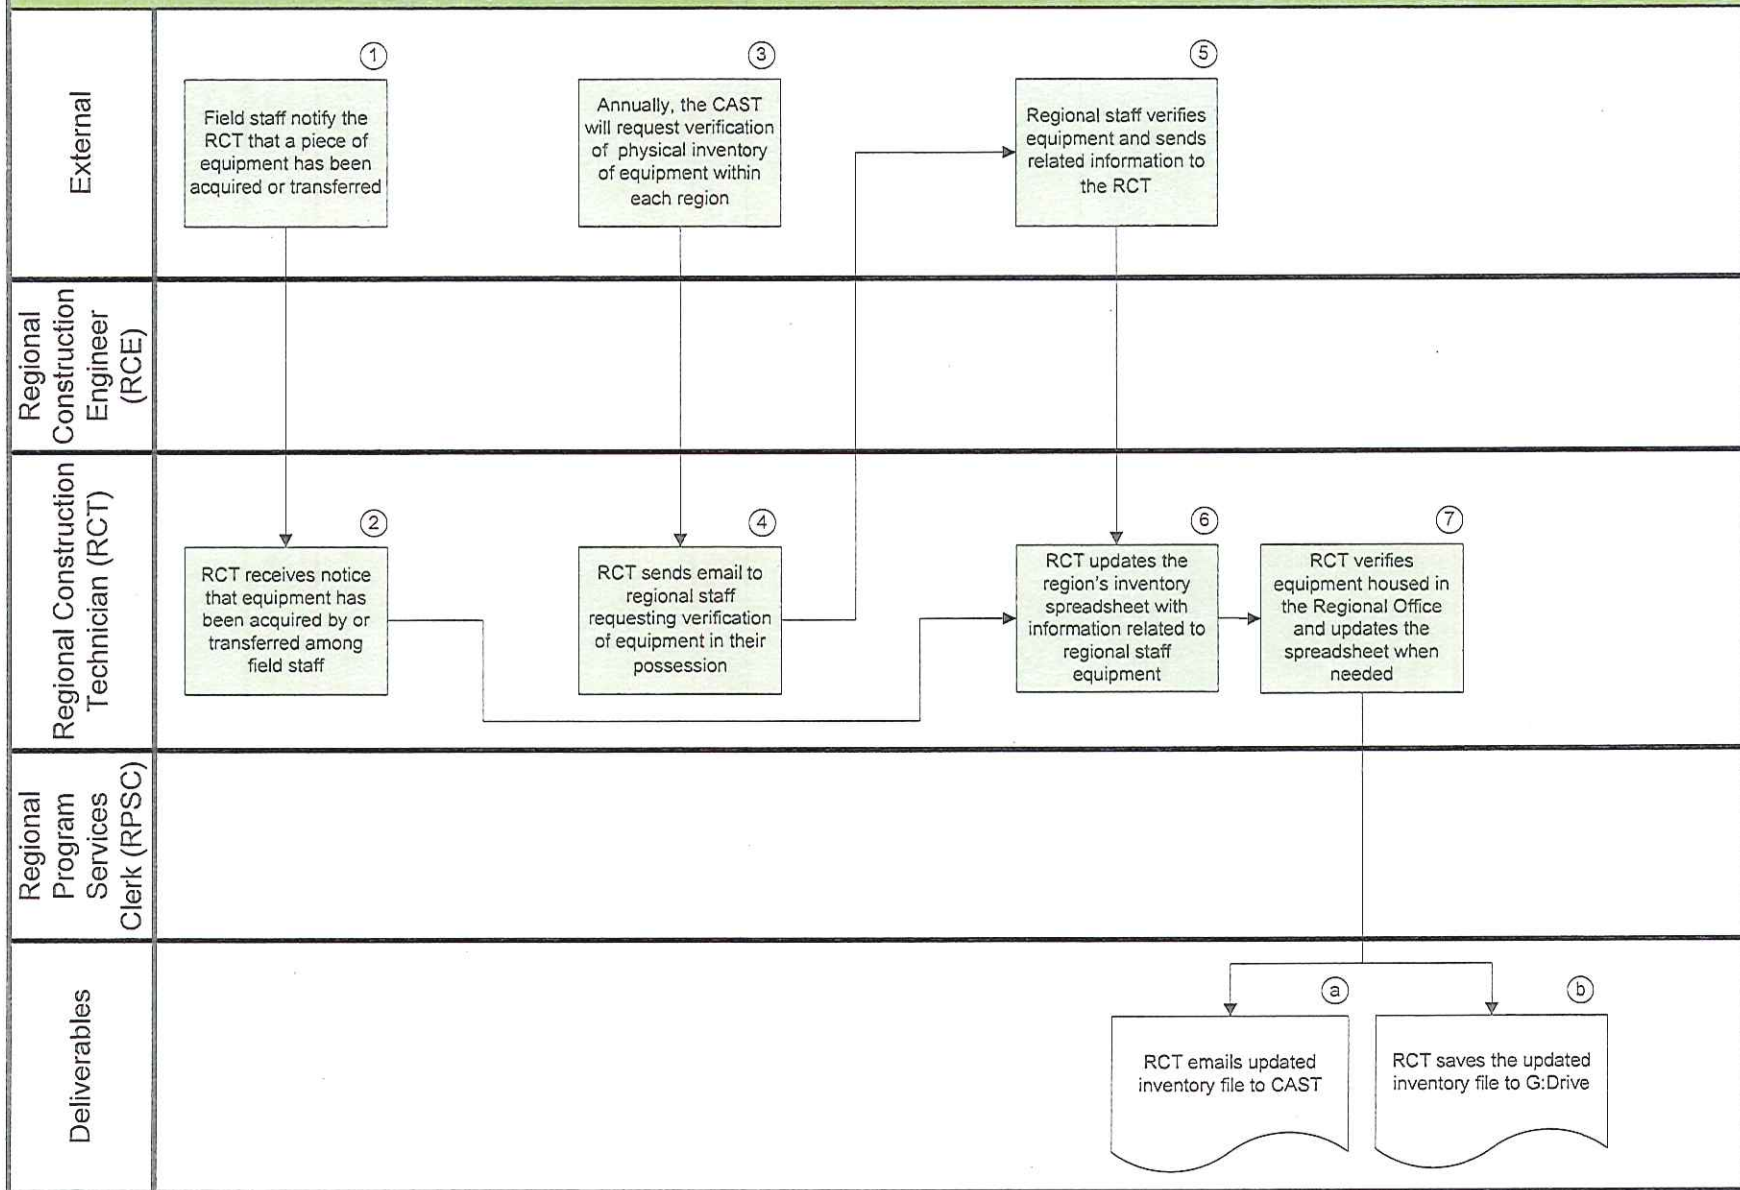 External
1
Field staff notify the
RCT that a piece of
equipment has been
acquired or transferred
3
Annually, the CAST
will request verification
of physical inventory
of equipment within
each region
5
Regional staff verifies
equipment and sends
related information to
the RCT
Regional
Construction
Engineer
(RCE)
Regional Construction
Technician (RCT)
2
RCT receives notice
that equipment has
been acquired by or
transferred among
field staff
4
RCT sends email to
regional staff
requesting verification
of equipment in their
possession
6
RCT updates the
region's inventory
spreadsheet with
information related to
regional staff
equipment
7
RCT verifies
equipment housed in
the Regional Office
and updates the
spreadsheet when
needed
Regional
Program
Services
Clerk (RPSC)
Deliverables
a
RCT emails updated
inventory file to CAST
b
RCT saves the updated
inventory file to G:Drive